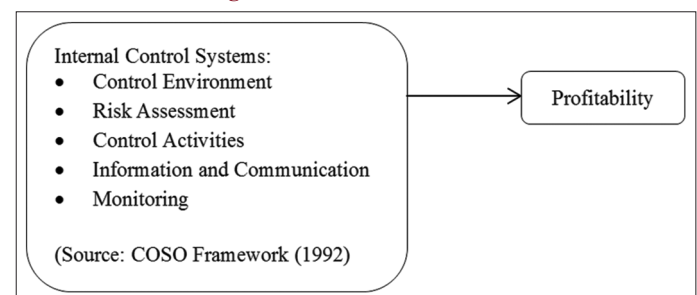 Internal Control Systems:
• Control Environment
• Risk Assessment
• Control Activities
• Information and Communication
• Monitoring
(Source: COSO Framework (1992)
Profitability